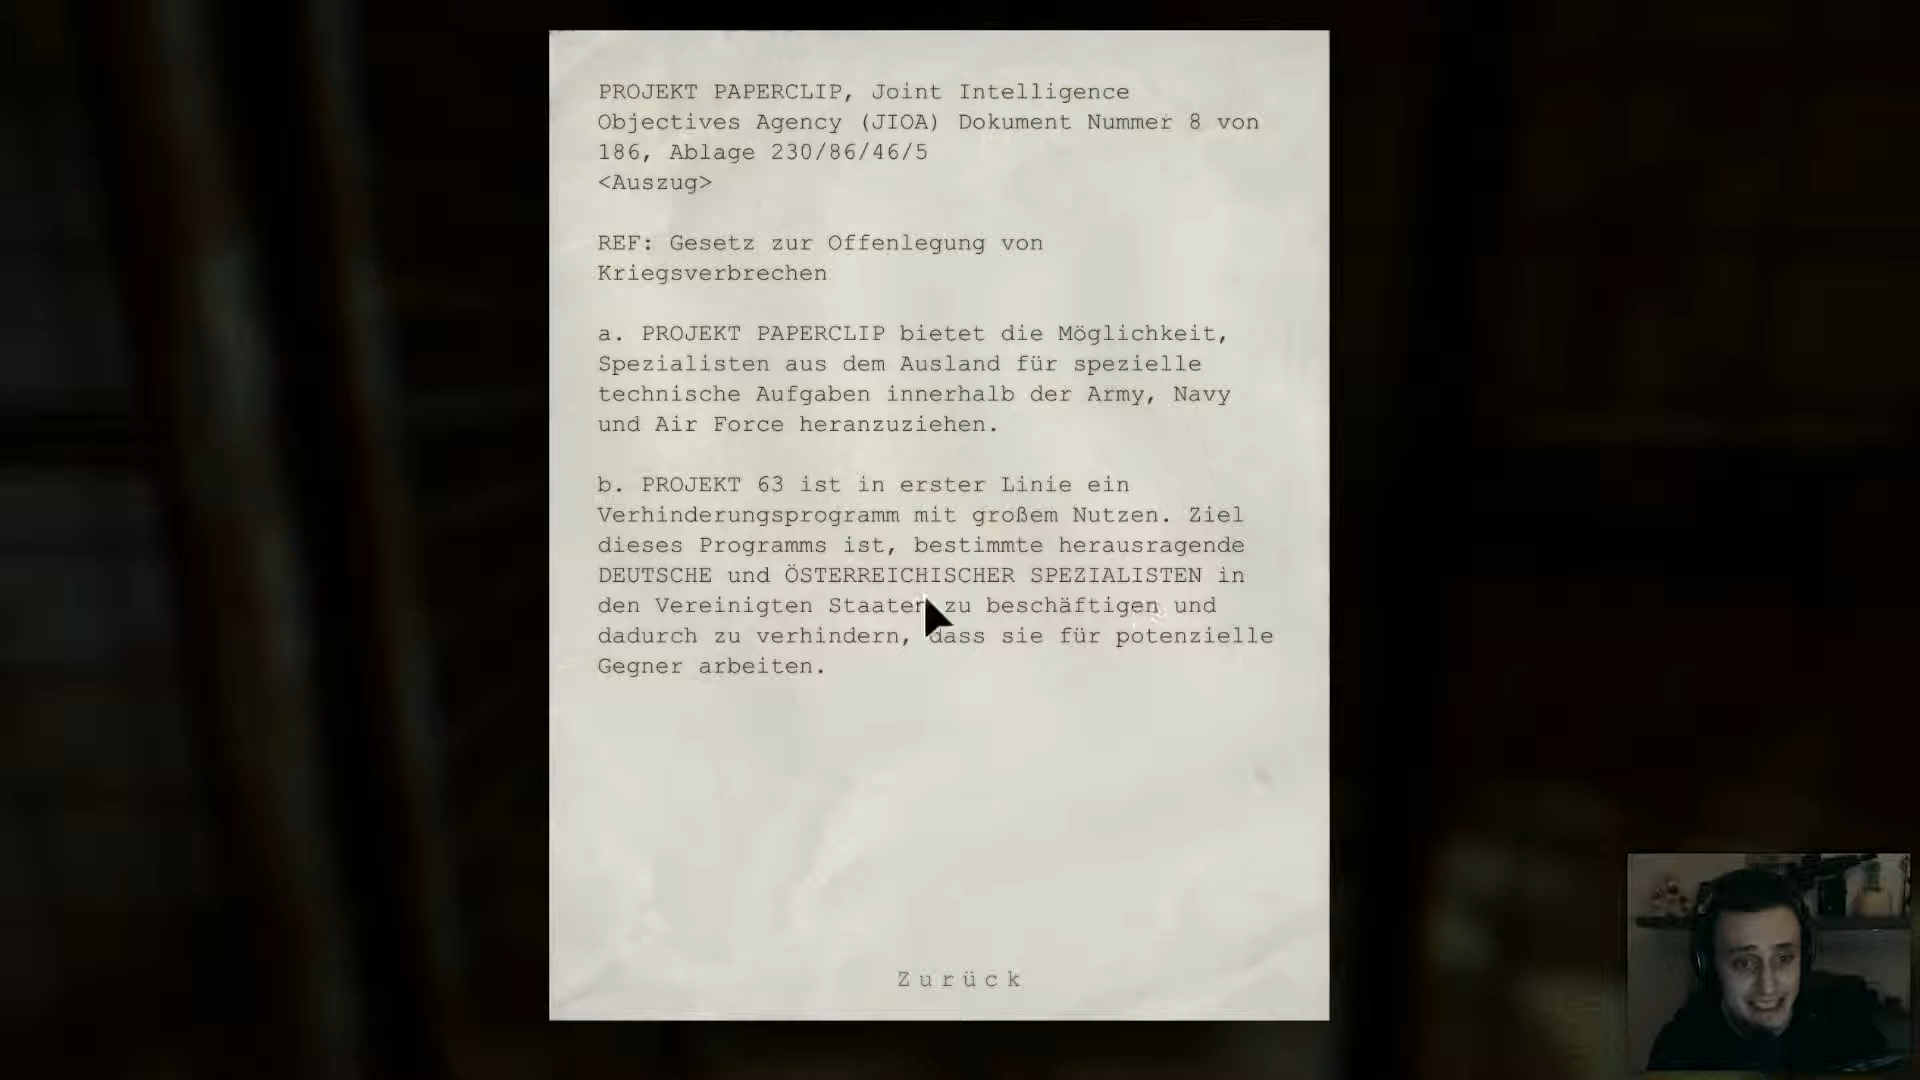 PROJEKT PAPERCLIP, Joint Intelligence
Objectives Agency (JIOA) Dokument Nummer 8 von
186, Ablage 230/86/46/5
<Auszug>
REF: Gesetz zur Offenlegung von
Kriegsverbrechen
a. PROJEKT PAPERCLIP bietet die Möglichkeit,
Spezialisten aus dem Ausland für spezielle
technische Aufgaben innerhalb der Army, Navy
und Air Force heranzuziehen.
b. PROJEKT 63 ist in erster Linie ein
Verhinderungsprogramm mit großem Nutzen. Ziel
dieses Programms ist, bestimmte herausragende
DEUTSCHE und ÖSTERREICHISCHER SPEZIALISTEN in
den Vereinigten Staaten zu beschäftigen und
dadurch zu verhindern, dass sie für potenzielle
Gegner arbeiten.
Zurück